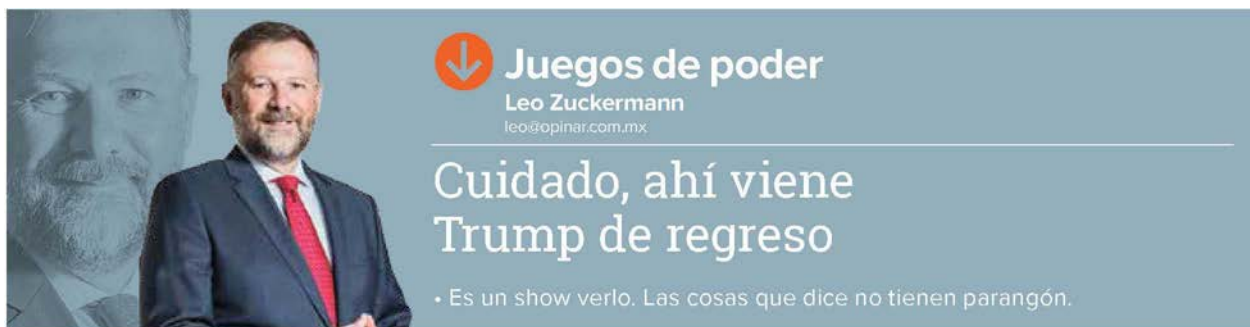 Juegos de poder
Leo Zuckermann
leo@opinar.com.mx
Cuidado, ahí viene
Trump de regreso
• Es un show verlo. Las cosas que dice no tienen parangón.